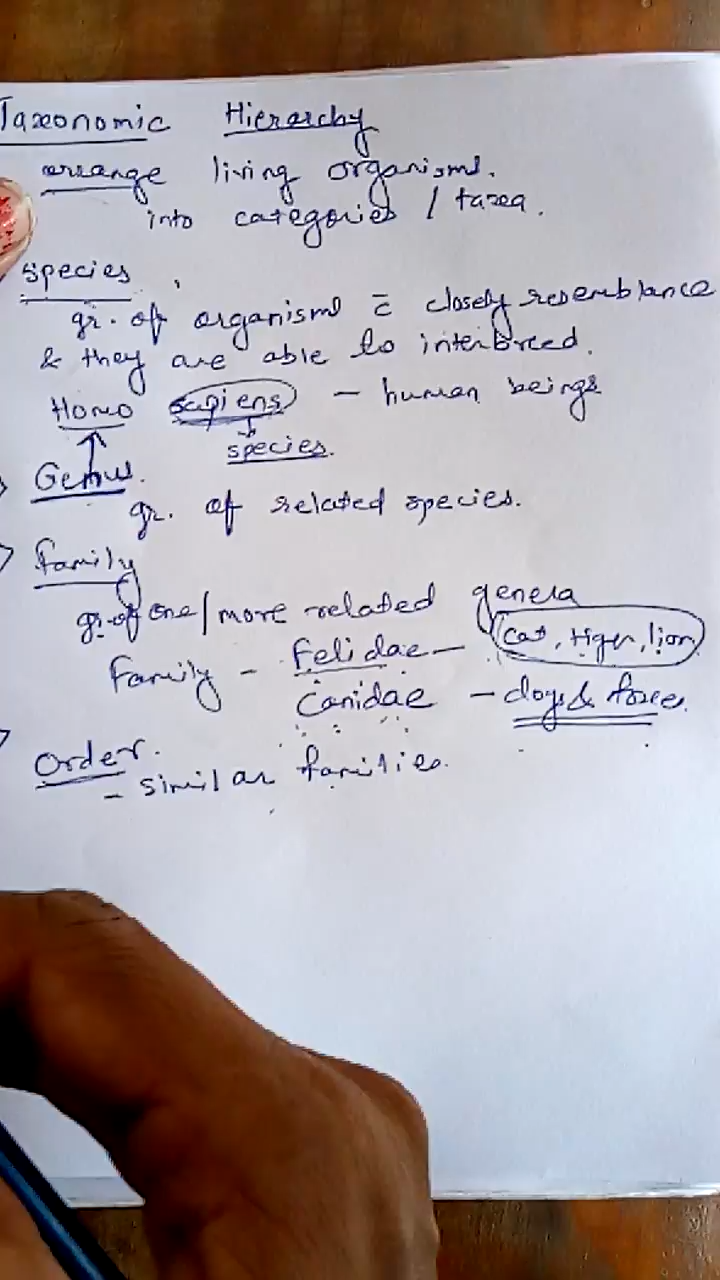 Taxonomic Hierarchy
arrange living organisms.
into categories / taxa.
Species
gr. of organisms c̄ closely resemblance
& they are able to interbreed.
Homo sapiens – human beings
species.
Genus.
gr. of related species.
Family
gr. of one/more related genera
Family – Felidae – cat, tiger, lion
Canidae – dogs & foxes.
Order.
– similar families.